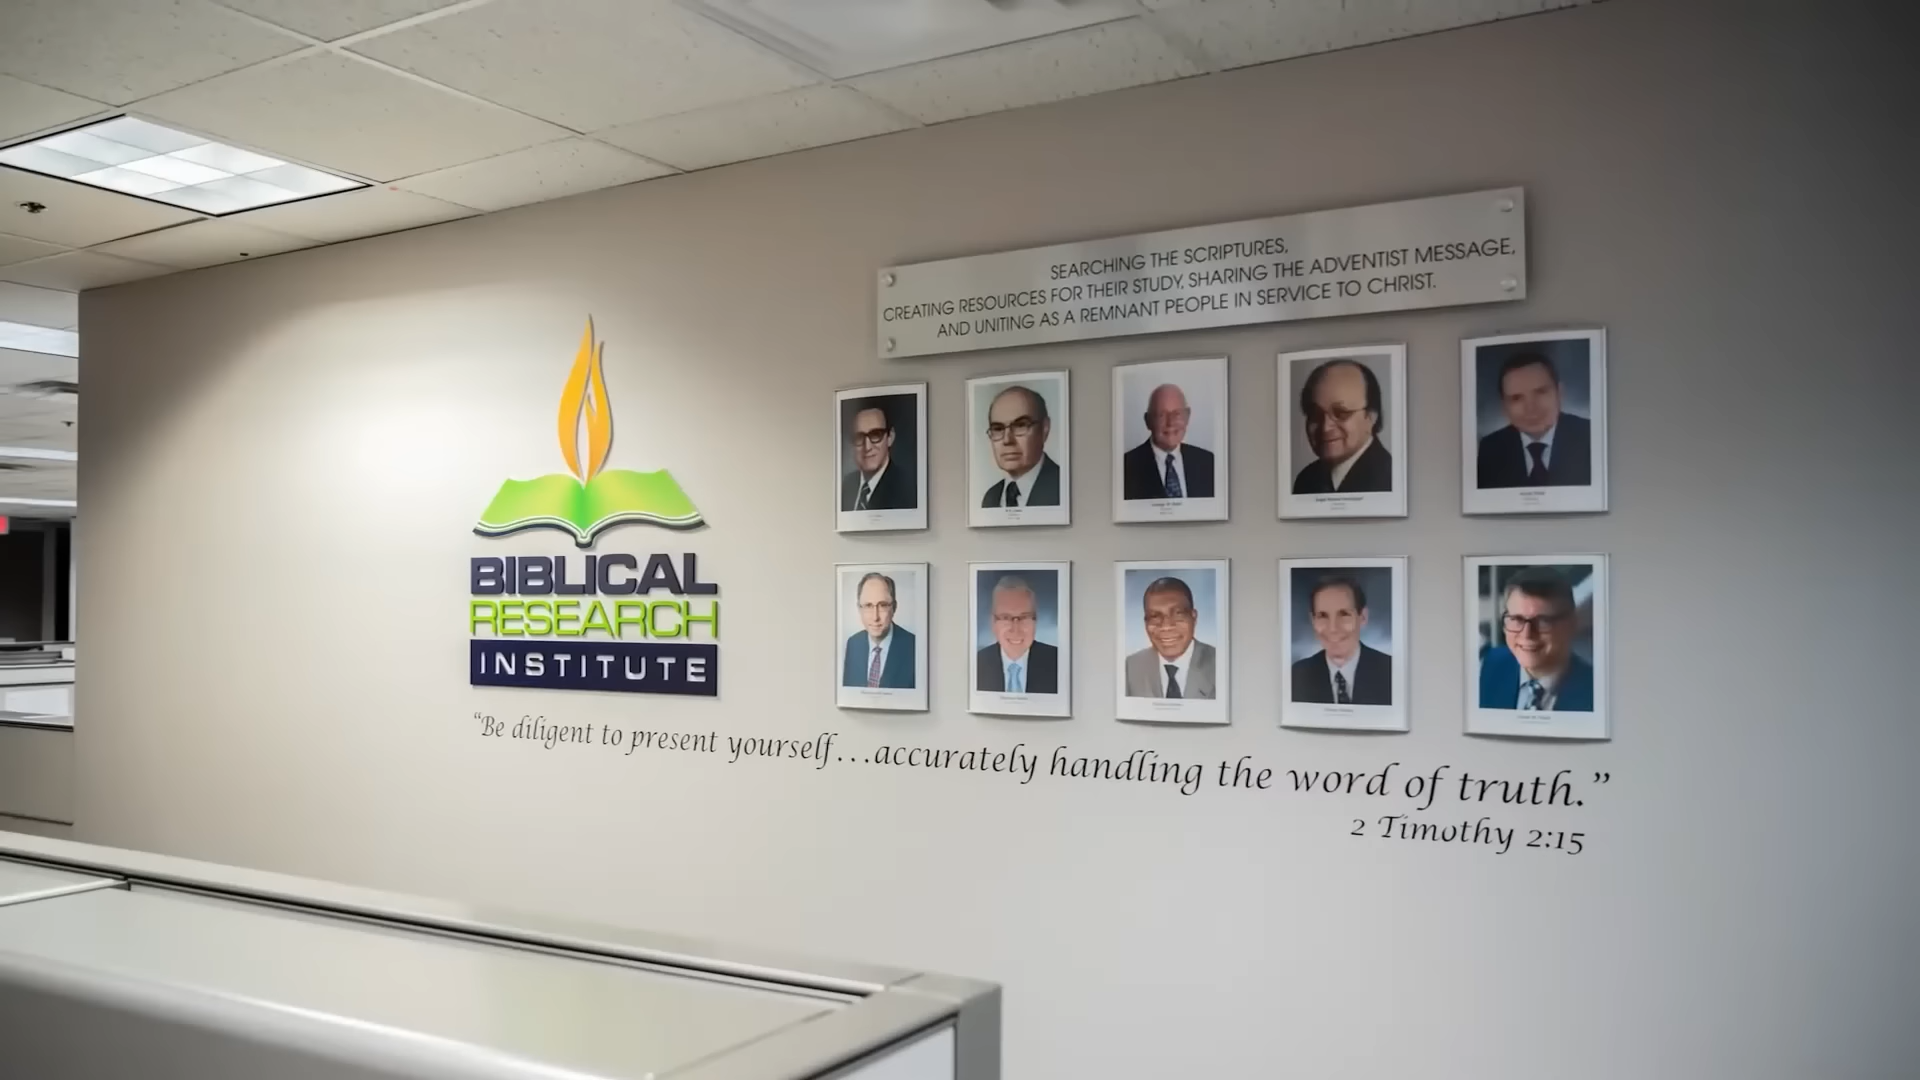 SEARCHING THE SCRIPTURES,
CREATING RESOURCES FOR THEIR STUDY, SHARING THE ADVENTIST MESSAGE,
AND UNITING AS A REMNANT PEOPLE IN SERVICE TO CHRIST.
BIBLICAL
RESEARCH
INSTITUTE
“Be diligent to present yourself...accurately handling the word of truth.”
2 Timothy 2:15